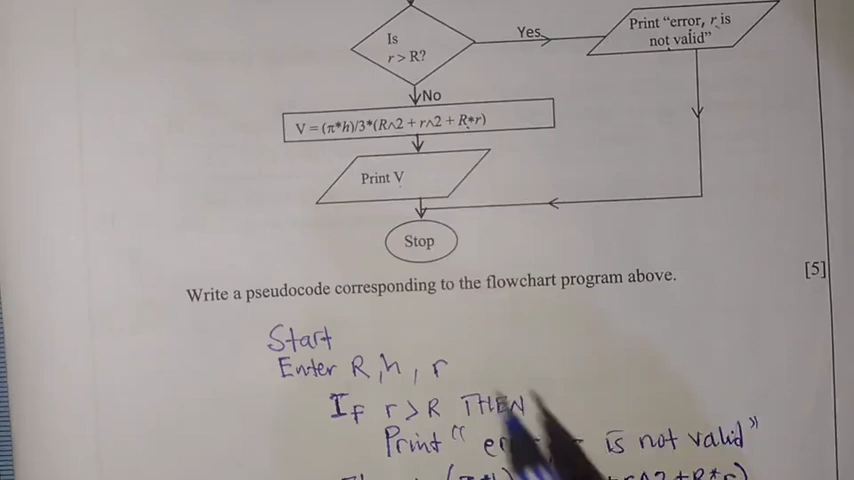 Is
r > R?
Yes
Print “error, r is
not valid”
No
V = (π*h)/3*(R^2 + r^2 + R*r)
Print V
Stop
Write a pseudocode corresponding to the flowchart program above.
[5]
Start
Enter R, h, r
If r > R THEN
Print “ is not valid”
r^2+R*r)